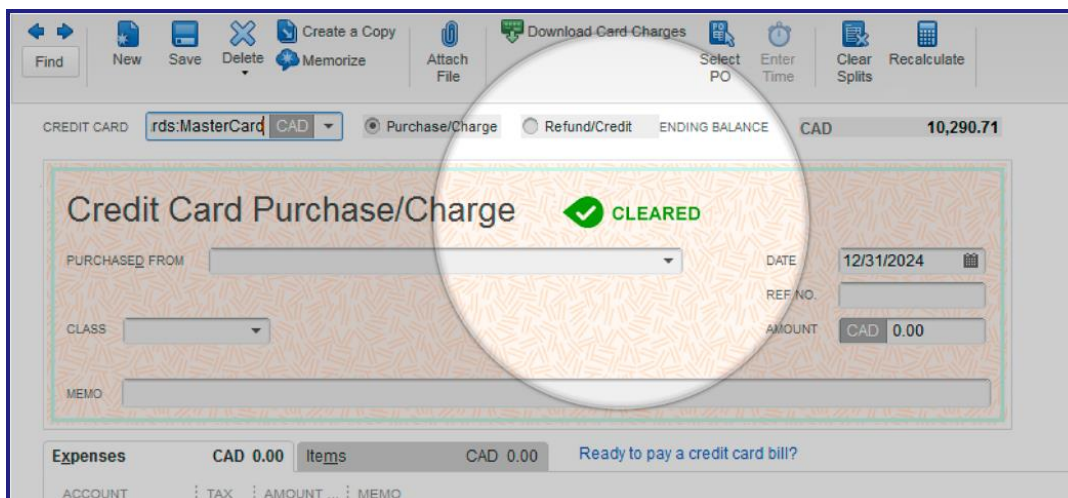 Find
New
Save
Delete
Create a Copy
Memorize
Attach
File
Download Card Charges
Select
PO
Enter
Time
Clear
Splits
Recalculate
CREDIT CARD rds:MasterCard CAD Purchase/Charge Refund/Credit ENDING BALANCE CAD 10,290.71
Credit Card Purchase/Charge CLEARED
PURCHASED FROM DATE 12/31/2024
REF NO.
CLASS AMOUNT CAD 0.00
MEMO
Expenses CAD 0.00 Items CAD 0.00 Ready to pay a credit card bill?
ACCOUNT TAX AMOUNT ... MEMO